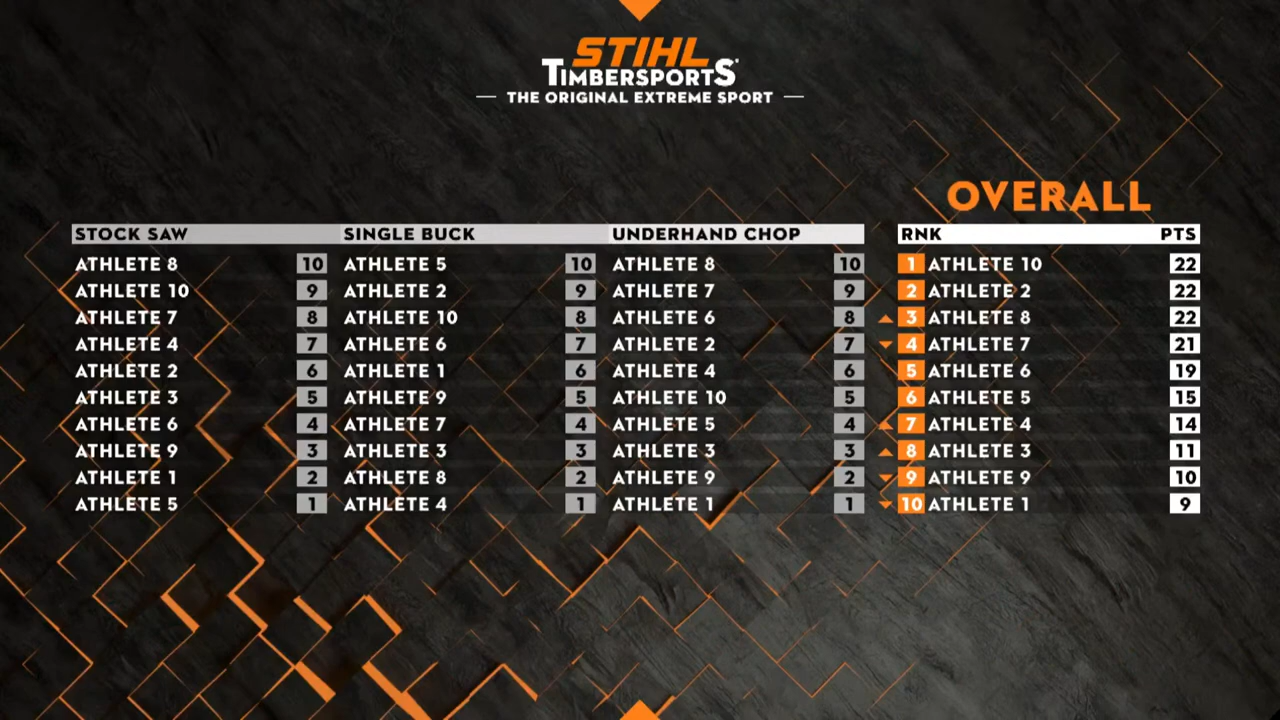 STIHL
TIMBERSPORTS®
THE ORIGINAL EXTREME SPORT
OVERALL
STOCK SAW SINGLE BUCK UNDERHAND CHOP RNK PTS
ATHLETE 8 10 ATHLETE 5 10 ATHLETE 8 10 1 ATHLETE 10 22
ATHLETE 10 9 ATHLETE 2 9 ATHLETE 7 9 2 ATHLETE 2 22
ATHLETE 7 8 ATHLETE 10 8 ATHLETE 6 8 3 ATHLETE 8 22
ATHLETE 4 7 ATHLETE 6 7 ATHLETE 2 7 4 ATHLETE 7 21
ATHLETE 2 6 ATHLETE 1 6 ATHLETE 4 6 5 ATHLETE 6 19
ATHLETE 3 5 ATHLETE 9 5 ATHLETE 10 5 6 ATHLETE 5 15
ATHLETE 6 4 ATHLETE 7 4 ATHLETE 5 4 7 ATHLETE 4 14
ATHLETE 9 3 ATHLETE 3 3 ATHLETE 3 3 8 ATHLETE 3 11
ATHLETE 1 2 ATHLETE 8 2 ATHLETE 9 2 9 ATHLETE 9 10
ATHLETE 5 1 ATHLETE 4 1 ATHLETE 1 1 10 ATHLETE 1 9